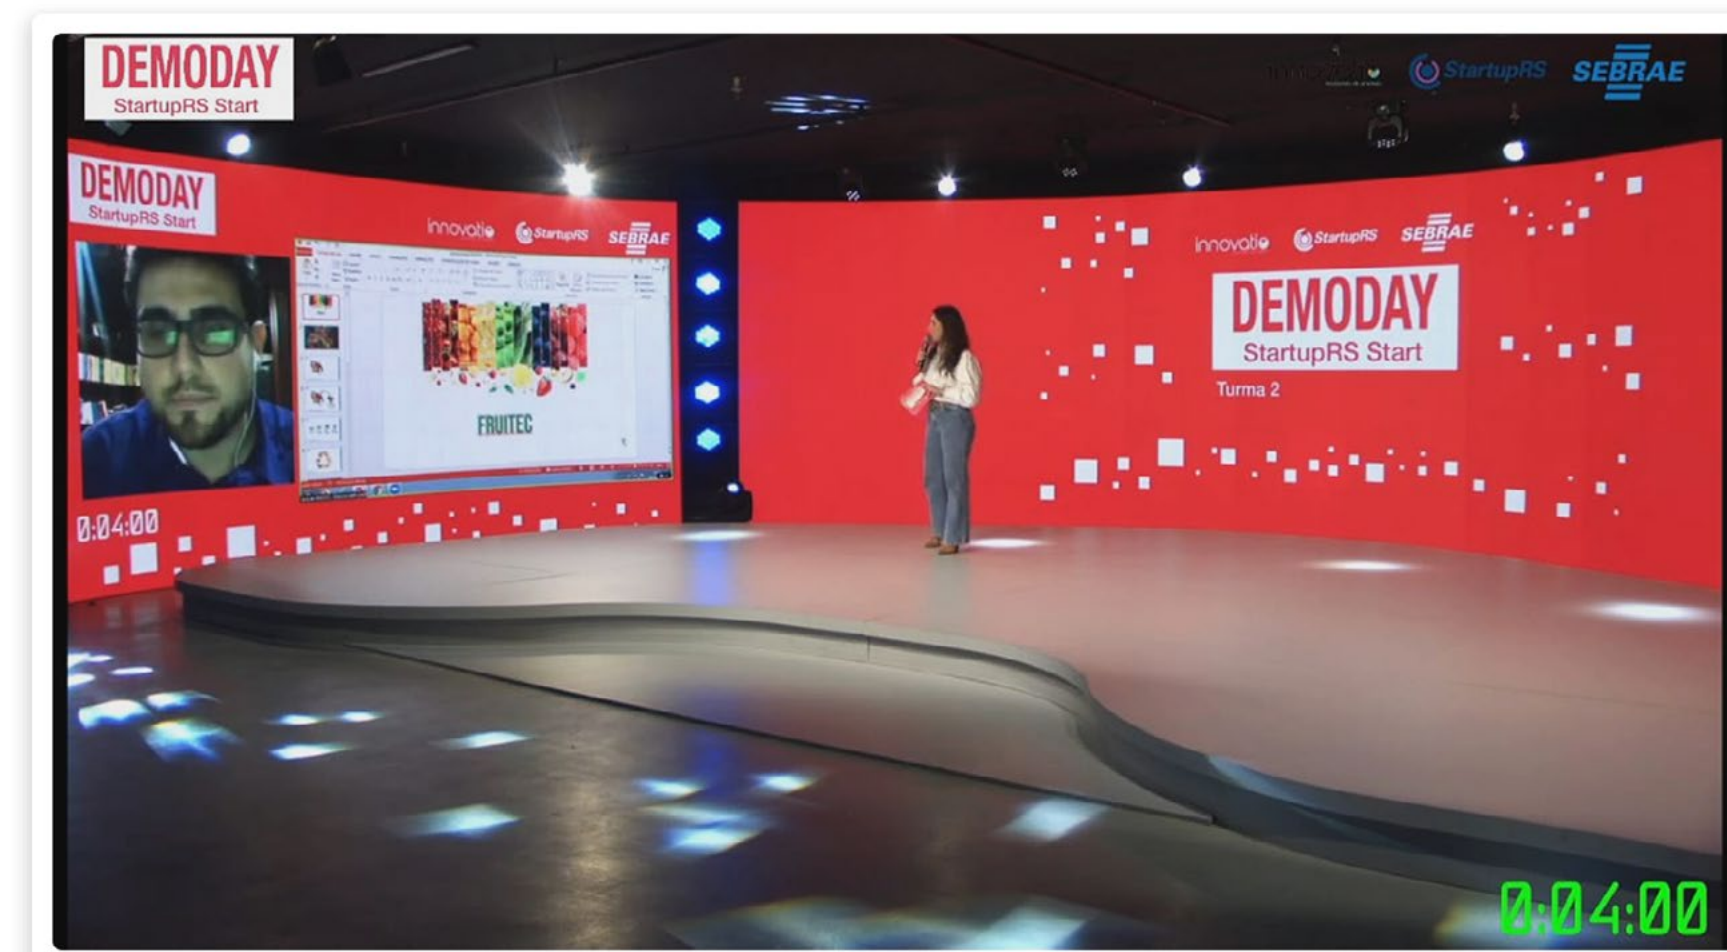 DEMODAY
StartupRS Start
StartupRS
SEBRAE
DEMODAY
StartupRS Start
innovatio
StartupRS
SEBRAE
FRUITEC
0:04:00
innovatio
StartupRS
SEBRAE
DEMODAY
StartupRS Start
Turma 2
0:04:00